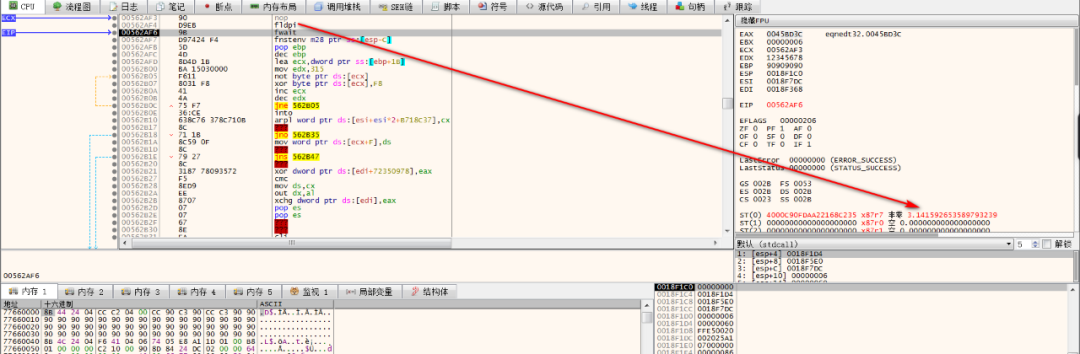 CPU 流程图 日志 笔记 断点 内存布局 调用堆栈 SEH链 脚本 符号 源代码 引用 线程 句柄 跟踪
ECX
EIP
00562AF3 90 nop
00562AF4 D9EB fldpi
00562AF6 9B fwait
00562AF7 D97424 F4 fnstenv m28 ptr ss:[esp-C]
00562AFB 5D pop ebp
00562AFC 4D dec ebp
00562AFD 8D4D 1B lea ecx,dword ptr ss:[ebp+1B]
00562B00 BA 15030000 mov edx,315
00562B05 F611 not byte ptr ds:[ecx]
00562B07 8031 F8 xor byte ptr ds:[ecx],F8
00562B0A 41 inc ecx
00562B0B 4A dec edx
00562B0C 75 F7 jne 562B05
00562B0E 36:CE into
00562B10 638C76 378C710B arpl word ptr ds:[esi+esi*2+B718C37],cx
00562B17 8C
00562B18 71 1B jno 562B35
00562B1A 8C59 0F mov word ptr ds:[ecx+F],ds
00562B1D 8C
00562B1E 79 27 jns 562B47
00562B20 8C
00562B21 3187 78093572 xor dword ptr ds:[edi+72350978],eax
00562B27 F5 cmc
00562B28 8ED9 mov ds,cx
00562B2A EE out dx,al
00562B2B 8707 xchg dword ptr ds:[edi],eax
00562B2D 07 pop es
00562B2E 07 pop es
00562B2F 67
00562B30 8E
隐藏FPU
EAX 0045BD3C eqnedt32.0045BD3C
EBX 00000006
ECX 00562AF3
EDX 12345678
EBP 90909090
ESP 0018F1C0
ESI 0018F7DC
EDI 0018F368
EIP 00562AF6
EFLAGS 00000206
ZF 0 PF 1 AF 0
OF 0 SF 0 DF 0
CF 0 TF 0 IF 1
LastError 00000000 (ERROR_SUCCESS)
LastStatus 00000000 (STATUS_SUCCESS)
GS 002B FS 0053
ES 002B DS 002B
CS 0023 SS 002B
ST(0) 4000C90FDAA22168C235 x87r7 非零 3.141592653589793239
ST(1) 00000000000000000000 x87r0 空 0.000000000000000000
默认 (stdcall) 5 解锁
1: [esp+4] 0018F1D4
2: [esp+8] 0018F5E0
3: [esp+C] 0018F7DC
4: [esp+10] 00000006
00562AF6
内存 1 内存 2 内存 3 内存 4 内存 5 监视 1 局部变量 结构体
地址 十六进制 ASCII
77660000 8B 44 24 04 CC C2 04 00 CC 90 C3 90 CC C3 90 90
77660010 90 90 90 90 90 90 90 90 90 90 90 90 90 90 90 90
77660020 90 90 90 90 90 90 90 90 90 90 90 90 90 90 90 90
77660030 90 90 90 90 90 90 90 90 90 90 90 90 90 90 90 90
77660040 8B 4C 24 04 F6 41 04 06 74 05 E8 A1 1D 01 00 B8
77660050 01 00 00 00 C2 10 00 90 8D 84 24 DC 02 00 00 64
0018F1C0 00000000
0018F1C4 0018F1D4
0018F1C8 0018F5E0
0018F1CC 0018F7DC
0018F1D0 00000006
0018F1D4 00000060
0018F1D8 FFE50020
0018F1DC 002025A1
0018F1E0 07000000